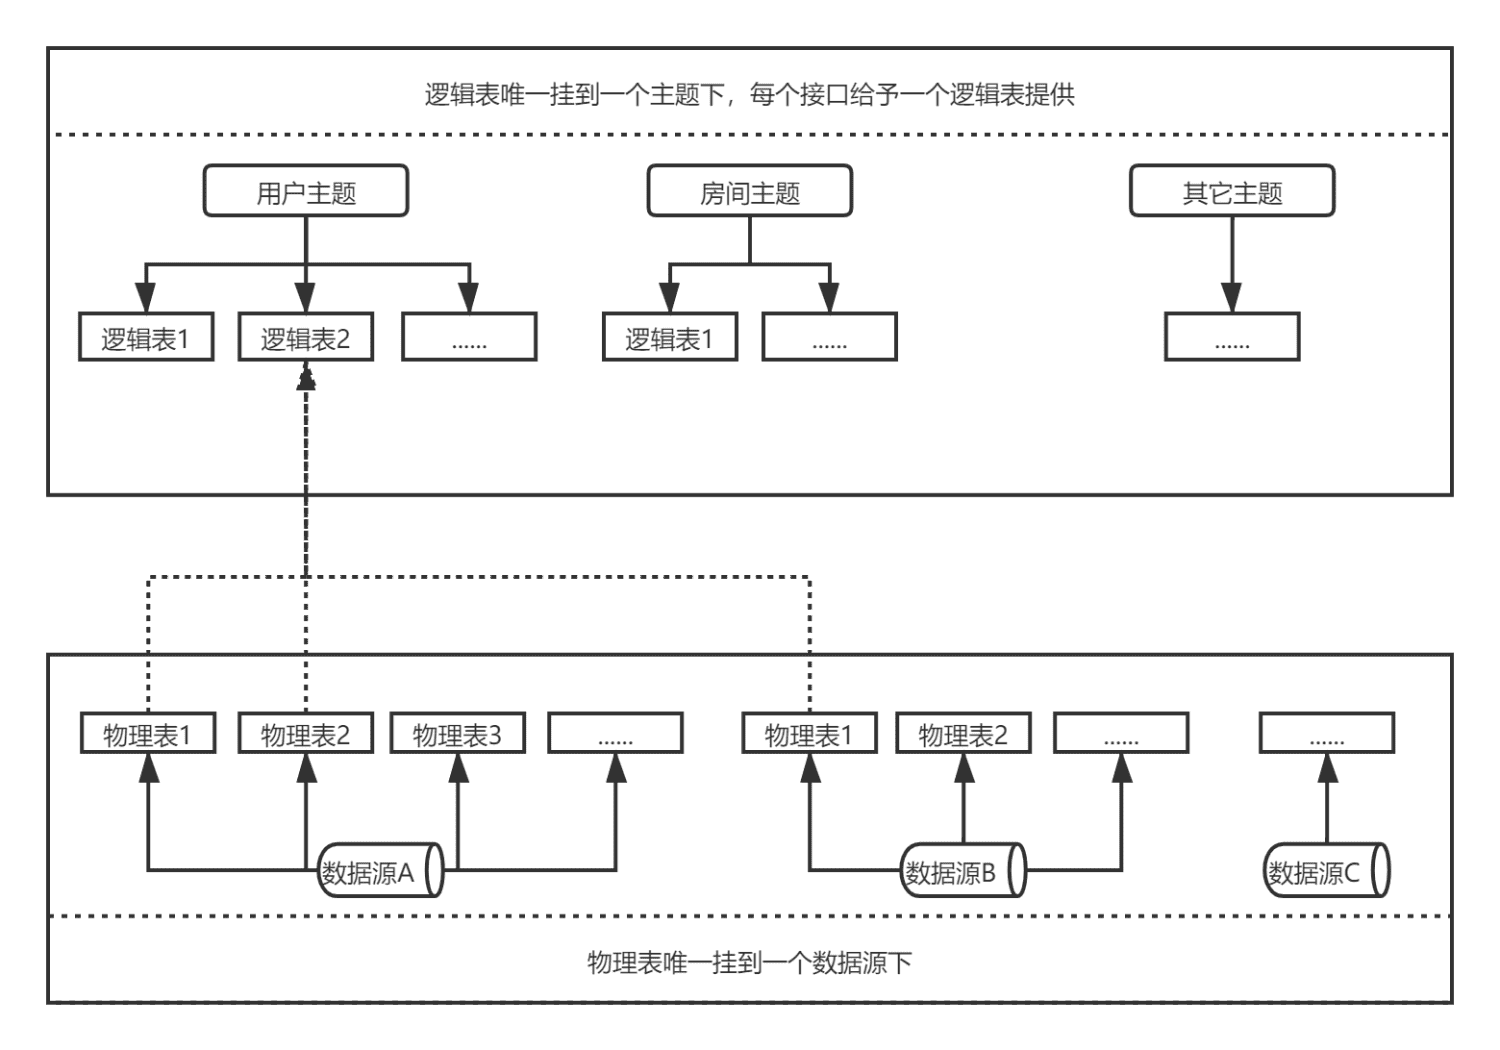 逻辑表唯一挂到一个主题下，每个接口给予一个逻辑表提供
用户主题
房间主题
其它主题
逻辑表1
逻辑表2
......
逻辑表1
......
......
物理表1
物理表2
物理表3
......
物理表1
物理表2
......
......
数据源A
数据源B
数据源C
物理表唯一挂到一个数据源下